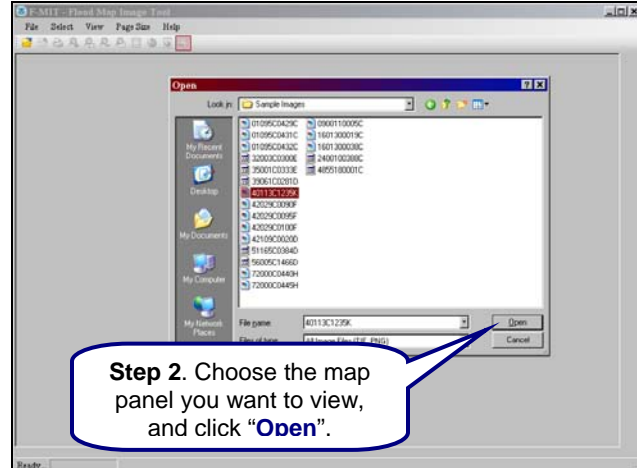 F-MIT - Flood Map Image Tool
File Select View Page Size Help
Open
Look in: Sample Images
My Recent
Documents
Desktop
My Documents
My Computer
My Network
Places
01095C0429C
01095C0431C
01095C0432C
32003C0300E
35001C0333E
39061C0281D
40113C1235K
42029C0090F
42029C0095F
42029C0100F
42109C0020D
51165C0384D
56005C1466D
72000C0440H
72000C0445H
0900110005C
1601300019C
1601300038C
2400100388C
4855180001C
File name: 40113C1235K
Open
Files of type: All Image Files (TIF, PNG)
Cancel
Step 2. Choose the map
panel you want to view,
and click “Open”.
Ready